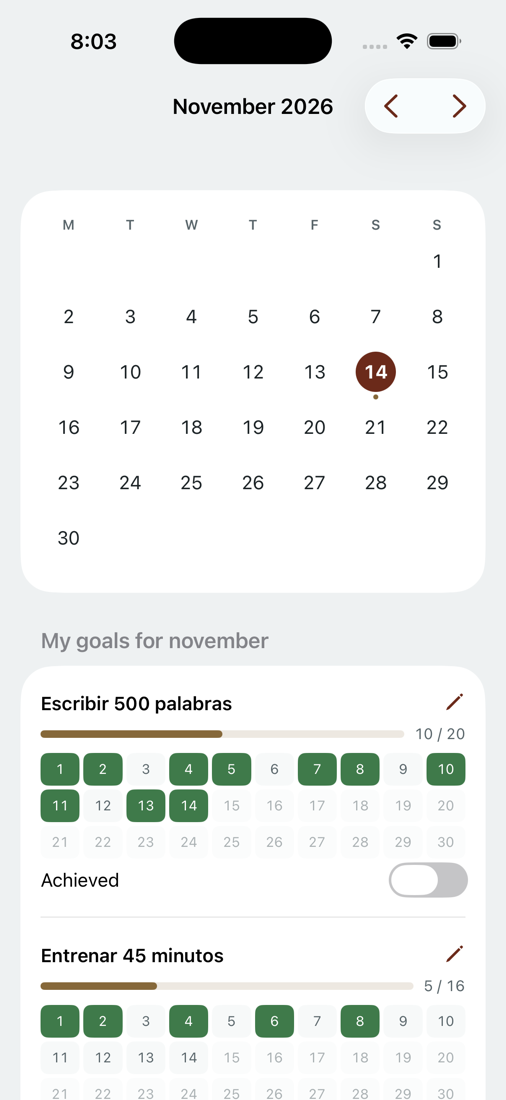 8:03
November 2026
M T W T F S S
1
2 3 4 5 6 7 8
9 10 11 12 13 14 15
16 17 18 19 20 21 22
23 24 25 26 27 28 29
30
My goals for november
Escribir 500 palabras
10 / 20
1 2 3 4 5 6 7 8 9 10
11 12 13 14 15 16 17 18 19 20
21 22 23 24 25 26 27 28 29 30
Achieved
Entrenar 45 minutos
5 / 16
1 2 3 4 5 6 7 8 9 10
11 12 13 14 15 16 17 18 19 20
21 22 23 24 25 26 27 28 29 30